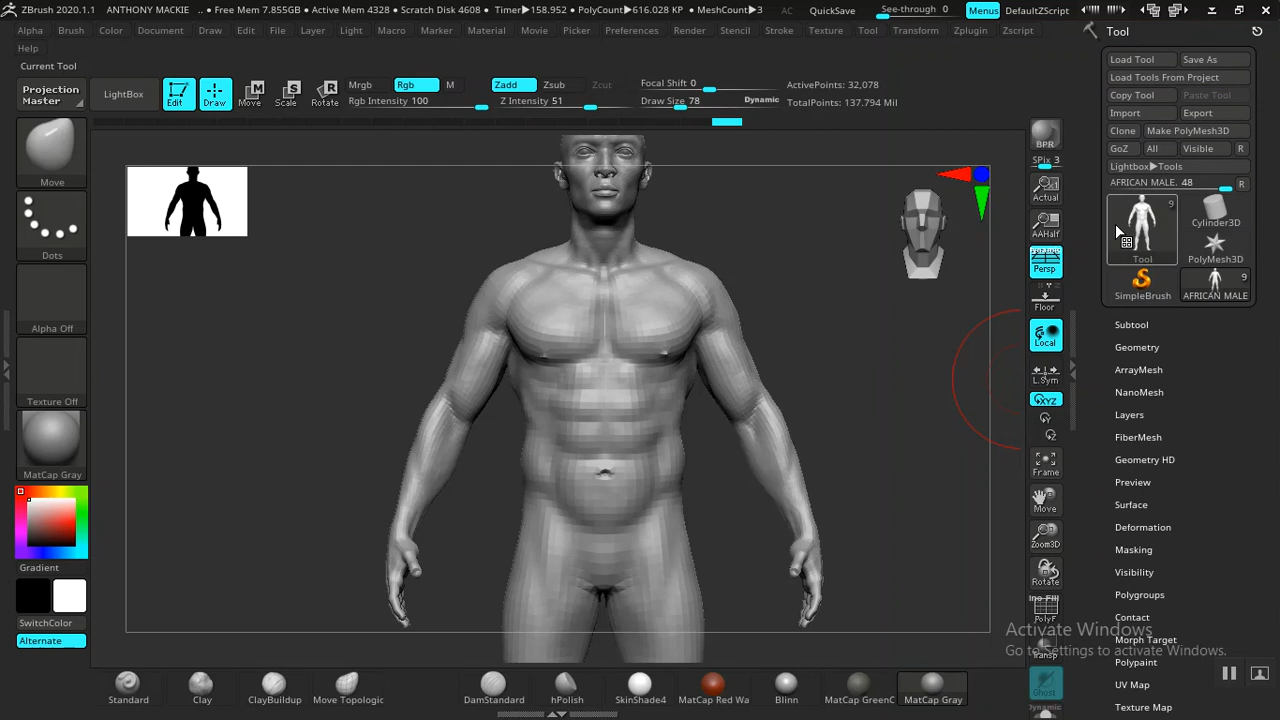 ZBrush 2020.1.1 ANTHONY MACKIE .. • Free Mem 7.855GB • Active Mem 4328 • Scratch Disk 4608 • Timer▶158.952 • PolyCount▶616.028 KP • MeshCount▶3 AC QuickSave See-through 0 Menus DefaultZScript
Alpha Brush Color Document Draw Edit File Layer Light Macro Marker Material Movie Picker Preferences Render Stencil Stroke Texture Tool Transform Zplugin Zscript
Help
Current Tool
Projection Master
LightBox
Edit
Draw
Move
Scale
Rotate
Mrgb Rgb M
Rgb Intensity 100
Zadd Zsub Zcut
Z Intensity 51
Focal Shift 0
Draw Size 78 Dynamic
ActivePoints: 32,078
TotalPoints: 137.794 Mil
Move
Dots
Alpha Off
Texture Off
MatCap Gray
Gradient
SwitchColor
Alternate
BPR
SPix 3
Actual
AAHalf
Persp
Floor
Local
L.Sym
XYZ
Y
Z
Frame
Move
Zoom3D
Rotate
PolyF
Transp
Ghost
Dynamic
Tool
Load Tool Save As
Load Tools From Project
Copy Tool Paste Tool
Import Export
Clone Make PolyMesh3D
GoZ All Visible R
Lightbox▶Tools
AFRICAN MALE. 48 R
9
Tool
Cylinder3D
PolyMesh3D
SimpleBrush
9
AFRICAN MALE
Subtool
Geometry
ArrayMesh
NanoMesh
Layers
FiberMesh
Geometry HD
Preview
Surface
Deformation
Masking
Visibility
Polygroups
Contact
Morph Target
Polypaint
UV Map
Texture Map
Activate Windows
Go to Settings to activate Windows.
Standard Clay ClayBuildup Move Topologic DamStandard hPolish SkinShade4 MatCap Red Wa Blinn MatCap GreenC MatCap Gray